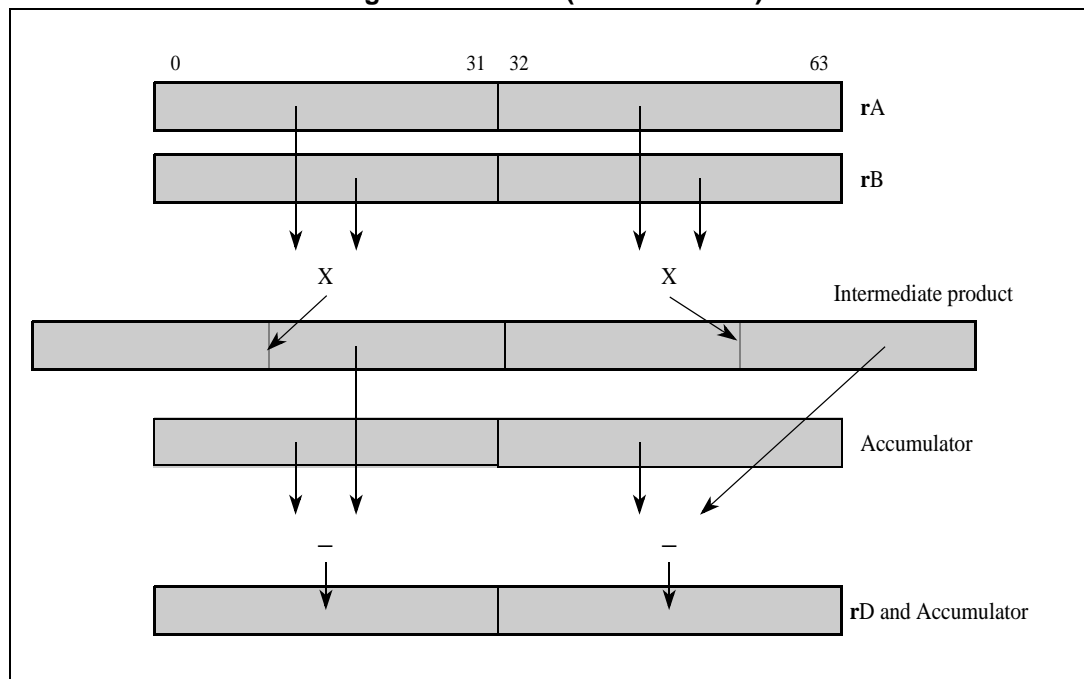 0 31 32 63
rA
rB
X X
Intermediate product
Accumulator
– –
rD and Accumulator